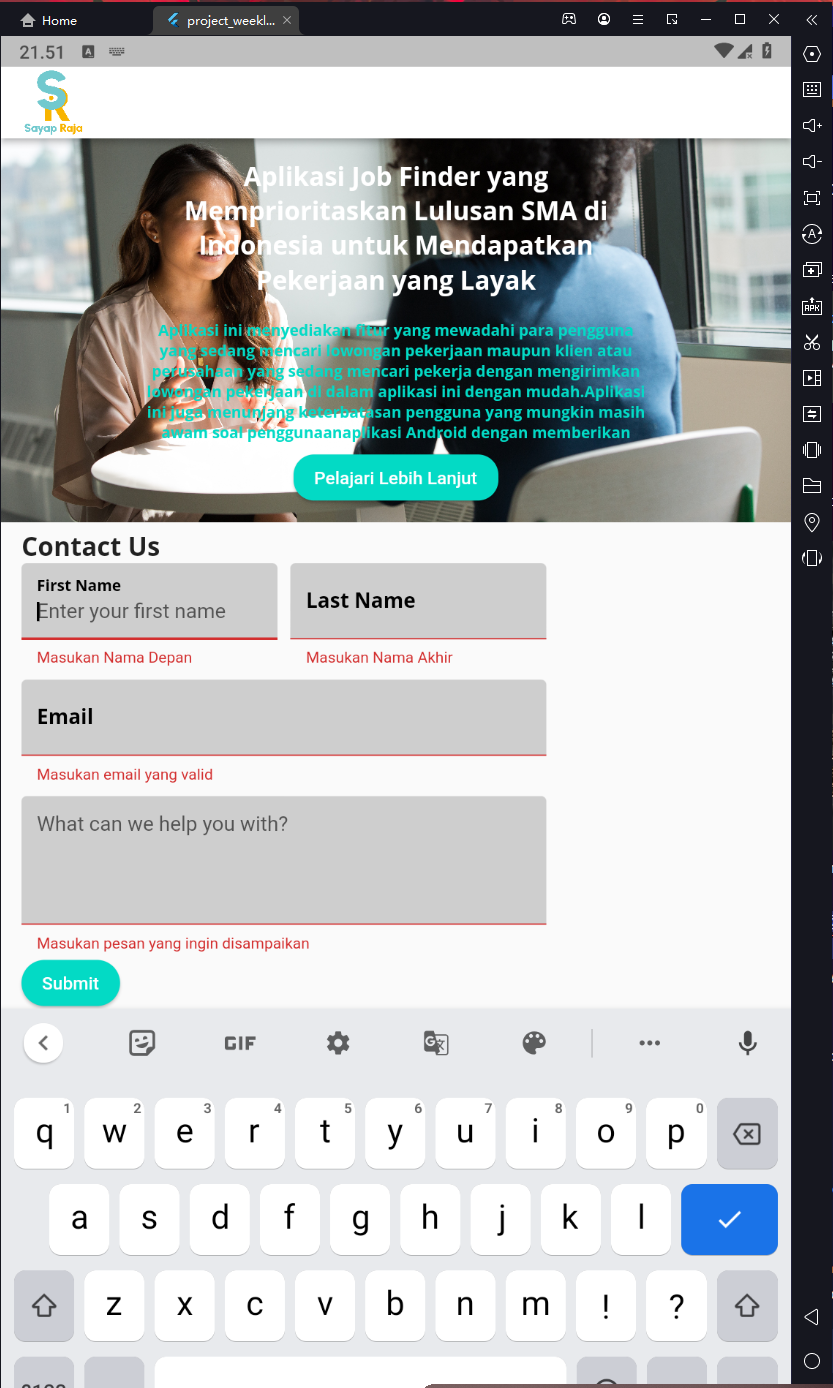 Home
project_weekl...
21.51
SR
Sayap Raja
Aplikasi Job Finder yang
Memprioritaskan Lulusan SMA di
Indonesia untuk Mendapatkan
Pekerjaan yang Layak
Aplikasi ini menyediakan fitur yang mewadahi para pengguna
yang sedang mencari lowongan pekerjaan maupun klien atau
perusahaan yang sedang mencari pekerja dengan mengirimkan
lowongan pekerjaan di dalam aplikasi ini dengan mudah.Aplikasi
ini juga menunjang keterbatasan pengguna yang mungkin masih
awam soal penggunaanaplikasi Android dengan memberikan
Pelajari Lebih Lanjut
Contact Us
First Name
Enter your first name
Last Name
Masukan Nama Depan
Masukan Nama Akhir
Email
Masukan email yang valid
What can we help you with?
Masukan pesan yang ingin disampaikan
Submit
GIF
q 1 w 2 e 3 r 4 t 5 y 6 u 7 i 8 o 9 p 0
a s d f g h j k l
z x c v b n m ! ?